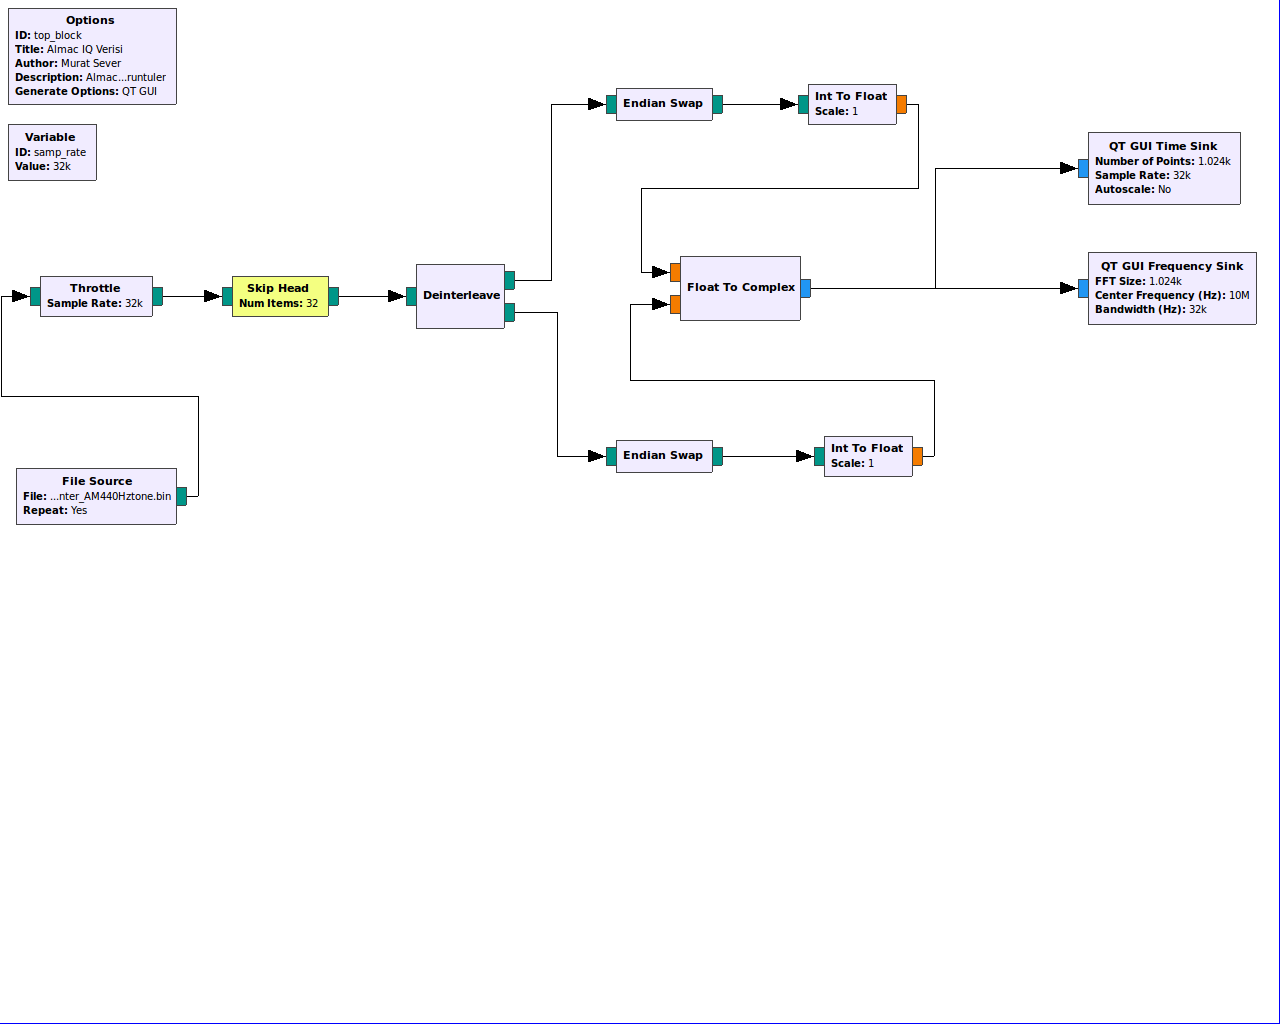 Options
ID: top_block
Title: Almac IQ Verisi
Author: Murat Sever
Description: Almac...runtuler
Generate Options: QT GUI
Variable
ID: samp_rate
Value: 32k
Throttle
Sample Rate: 32k
Skip Head
Num Items: 32
Deinterleave
File Source
File: ...nter_AM440Hztone.bin
Repeat: Yes
Endian Swap
Int To Float
Scale: 1
Float To Complex
Endian Swap
Int To Float
Scale: 1
QT GUI Time Sink
Number of Points: 1.024k
Sample Rate: 32k
Autoscale: No
QT GUI Frequency Sink
FFT Size: 1.024k
Center Frequency (Hz): 10M
Bandwidth (Hz): 32k